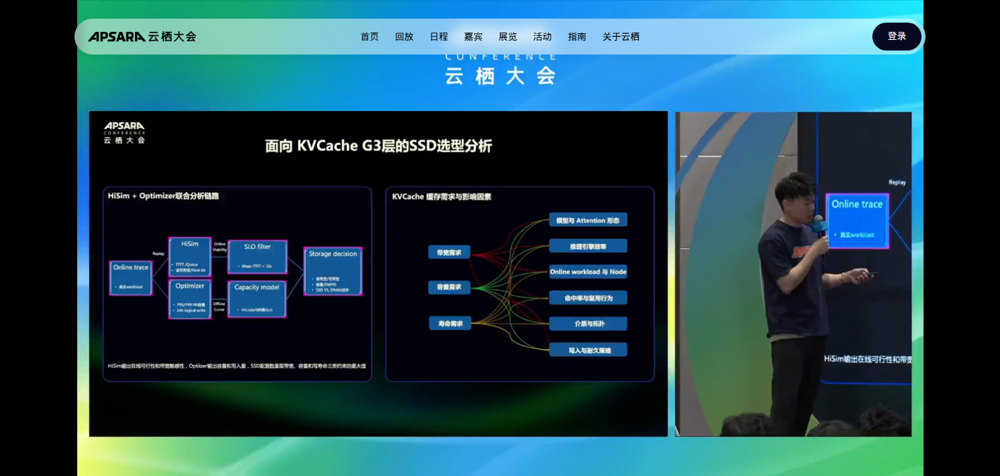 APSARA 云栖大会
首页 回放 日程 嘉宾 展览 活动 指南 关于云栖
登录
CONFERENCE
云栖大会
APSARA
CONFERENCE
云栖大会
面向 KVCache G3层的SSD选型分析
HiSim + Optimizer联合分析链路
Replay
Online trace
• 真实workload
HiSim
• TTFT /Queue
• 读写带宽/Host hit
Online
Viability
SLO filter
• Mean TTFT < 10s
Optimizer
• P95/P99 HR容量
• 24h logical write
Offline
Curve
Capacity model
Storage decision
• 读带宽/写带宽
• 容量/DWPD
• SSD VS. DRAM成本
HiSim输出在线可行性和带宽敏感性，Optiizer输出容量和写入量，SSD配置数量取带宽、容量和写寿命三类约束的最大值
KVCache 缓存需求与影响因素
带宽需求
容量需求
寿命需求
模型与 Attention 形态
推理引擎效率
Online workload 与 Node
命中率与复用行为
介质与拓扑
写入与耐久策略
Replay
Online trace
• 真实workload
HiSim输出在线可行性和带宽